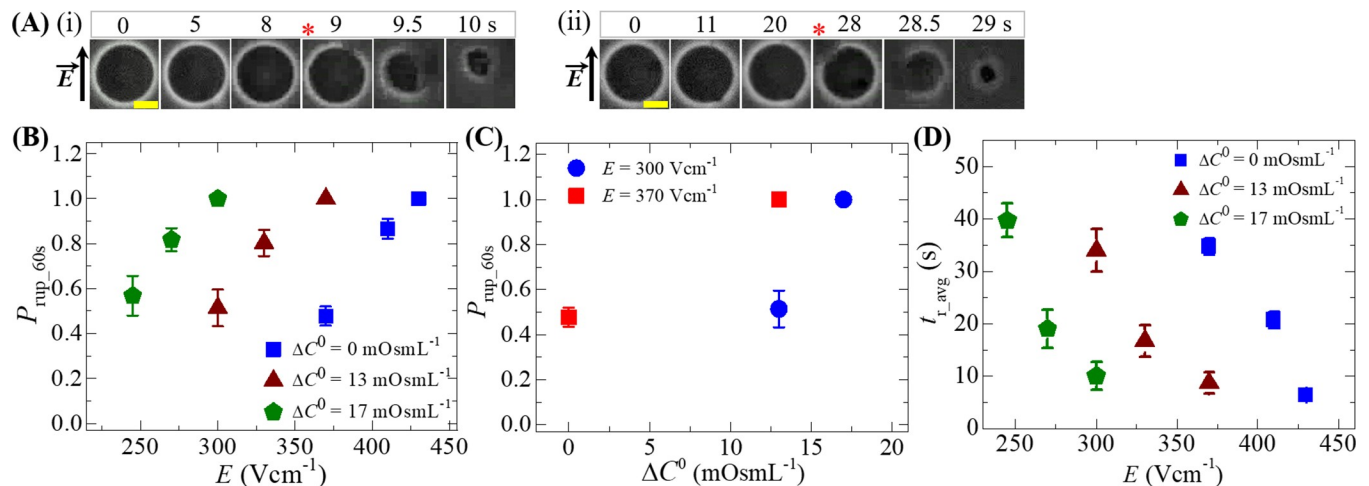 (A) (i) 0 5 8 * 9 9.5 10 s
E
(ii) 0 11 20 * 28 28.5 29 s
E
(B)
1.2
1.0
0.8
0.6
0.4
0.2
0.0
P rup_60s
ΔC⁰ = 0 mOsmL⁻¹
ΔC⁰ = 13 mOsmL⁻¹
ΔC⁰ = 17 mOsmL⁻¹
250 300 350 400 450
E (Vcm⁻¹)
(C)
1.2
1.0
0.8
0.6
0.4
0.2
0.0
P rup_60s
E = 300 Vcm⁻¹
E = 370 Vcm⁻¹
0 5 10 15 20
ΔC⁰ (mOsmL⁻¹)
(D)
50
40
30
20
10
0
t r_avg (s)
ΔC⁰ = 0 mOsmL⁻¹
ΔC⁰ = 13 mOsmL⁻¹
ΔC⁰ = 17 mOsmL⁻¹
250 300 350 400 450
E (Vcm⁻¹)